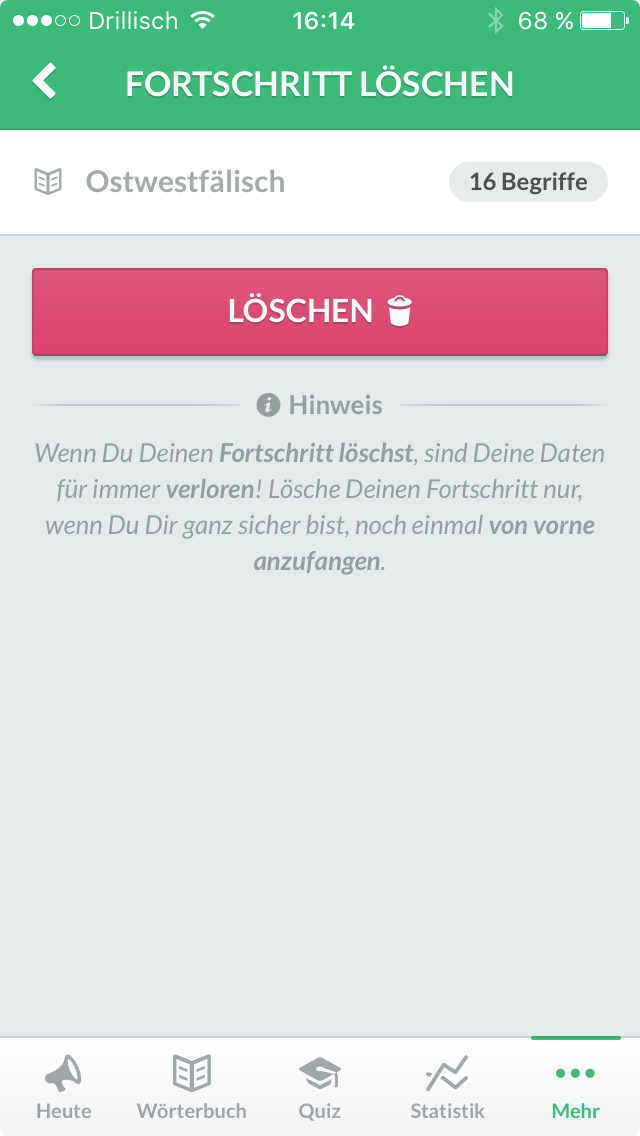 Drillisch 16:14 68 %
FORTSCHRITT LÖSCHEN
Ostwestfälisch 16 Begriffe
LÖSCHEN
Hinweis
Wenn Du Deinen Fortschritt löschst, sind Deine Daten
für immer verloren! Lösche Deinen Fortschritt nur,
wenn Du Dir ganz sicher bist, noch einmal von vorne
anzufangen.
Heute Wörterbuch Quiz Statistik Mehr